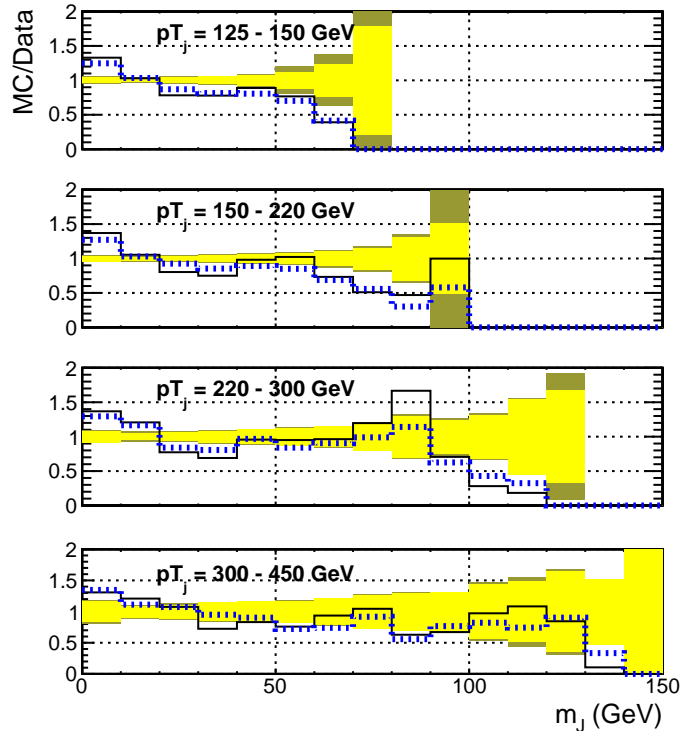 MC/Data
2
pT_j = 125 - 150 GeV
1.5
1
0.5
0
2
pT_j = 150 - 220 GeV
1.5
1
0.5
0
2
pT_j = 220 - 300 GeV
1.5
1
0.5
0
2
pT_j = 300 - 450 GeV
1.5
1
0.5
0
0 50 100 150
m_J (GeV)